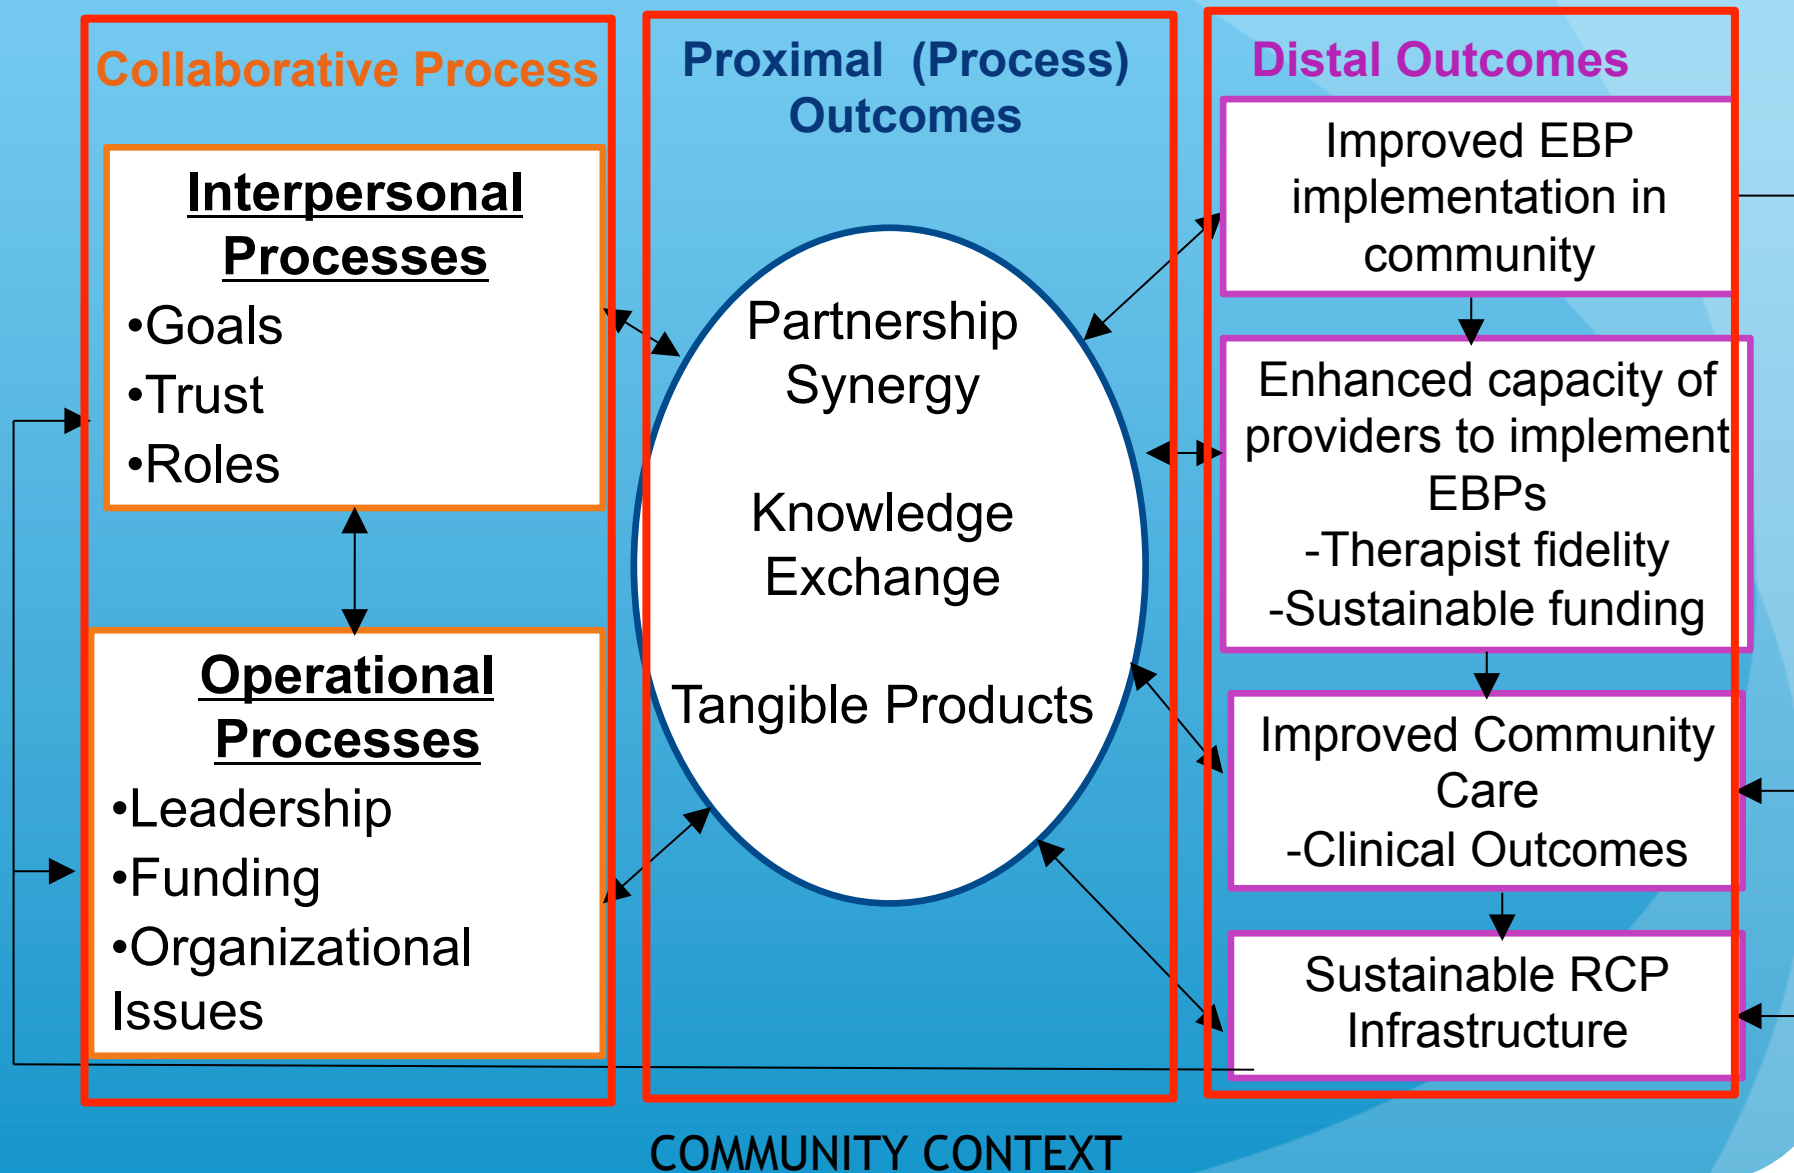 Collaborative Process
Interpersonal
Processes
•Goals
•Trust
•Roles
Operational
Processes
•Leadership
•Funding
•Organizational
Issues
Proximal (Process)
Outcomes
Partnership
Synergy
Knowledge
Exchange
Tangible Products
Distal Outcomes
Improved EBP
implementation in
community
Enhanced capacity of
providers to implement
EBPs
-Therapist fidelity
-Sustainable funding
Improved Community
Care
-Clinical Outcomes
Sustainable RCP
Infrastructure
COMMUNITY CONTEXT